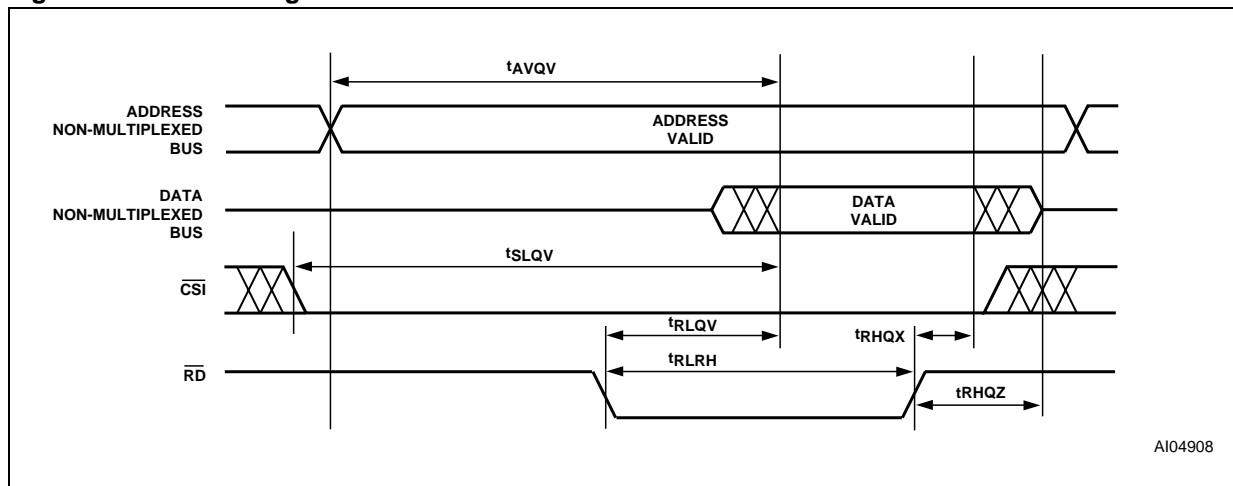 tAVQV
ADDRESS
NON-MULTIPLEXED
BUS
ADDRESS
VALID
DATA
NON-MULTIPLEXED
BUS
DATA
VALID
tSLQV
CSI
tRLQV
tRHQX
tRLRH
RD
tRHQZ
AI04908